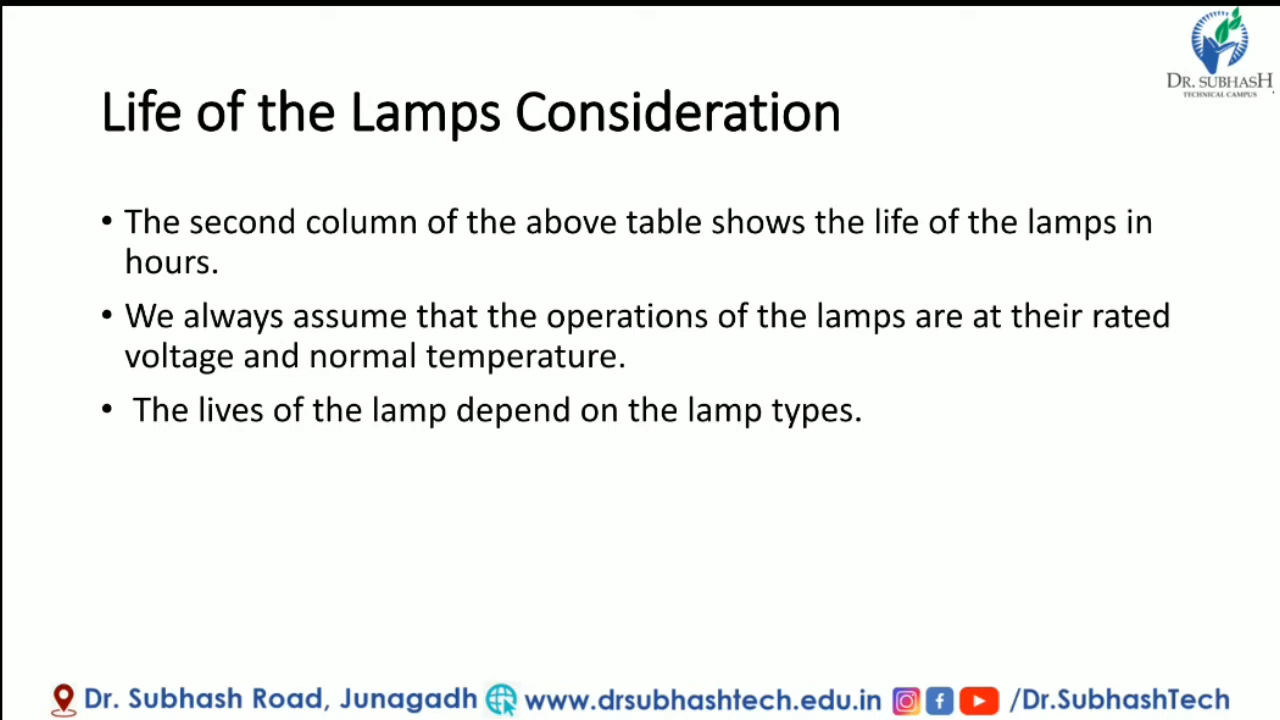 DR. SUBHASH
TECHNICAL CAMPUS
Life of the Lamps Consideration
• The second column of the above table shows the life of the lamps in
hours.
• We always assume that the operations of the lamps are at their rated
voltage and normal temperature.
• The lives of the lamp depend on the lamp types.
Dr. Subhash Road, Junagadh www.drsubhashtech.edu.in /Dr.SubhashTech